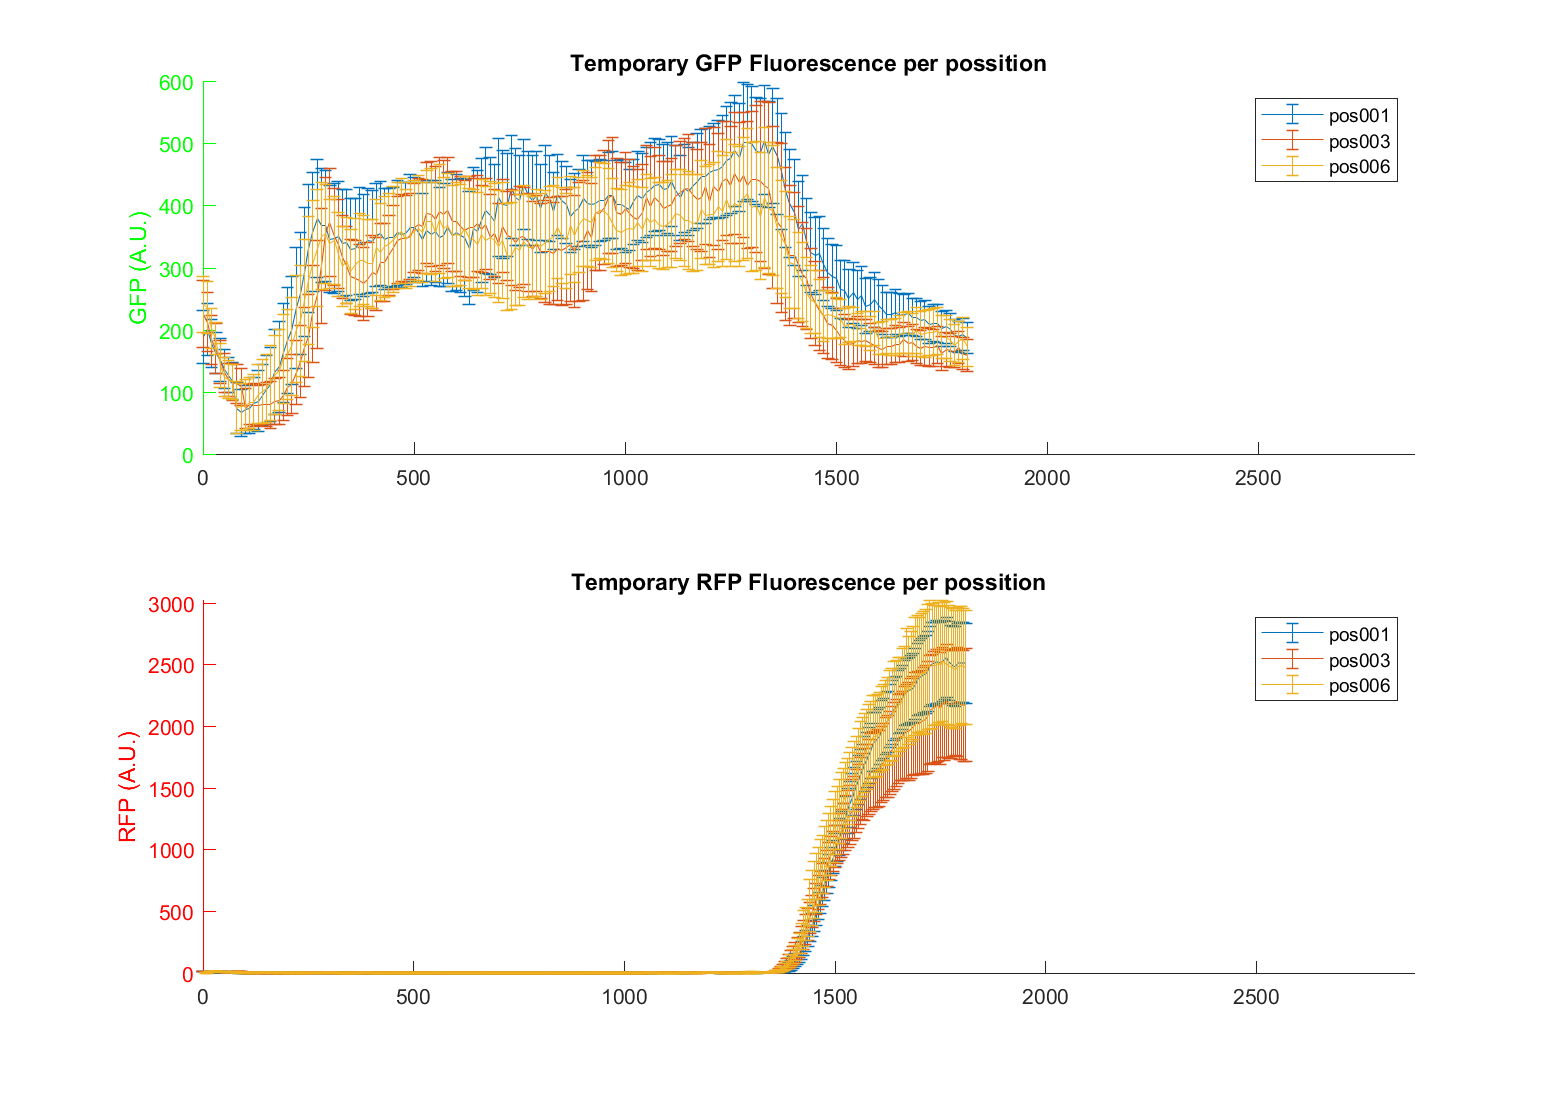 Temporary GFP Fluorescence per possition
600
500
400
300
200
100
0
GFP (A.U.)
0 500 1000 1500 2000 2500
pos001
pos003
pos006
Temporary RFP Fluorescence per possition
3000
2500
2000
1500
1000
500
0
RFP (A.U.)
0 500 1000 1500 2000 2500
pos001
pos003
pos006